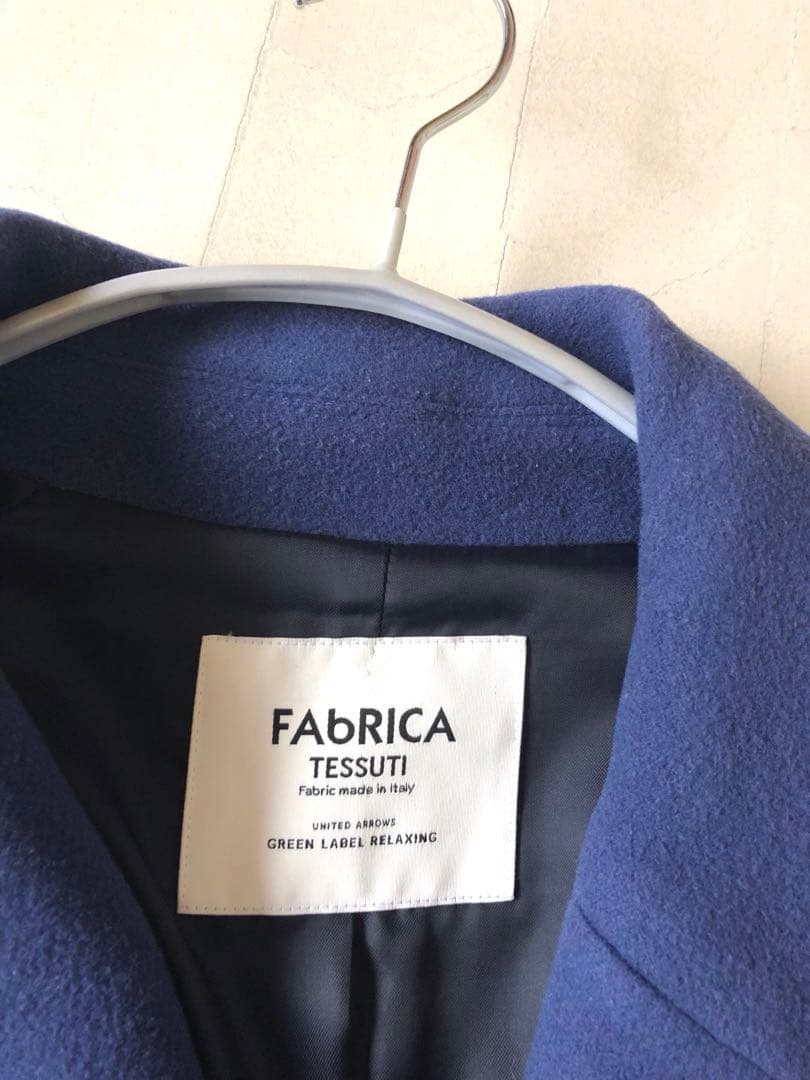 FAbRICA
TESSUTI
Fabric made in Italy
UNITED ARROWS
GREEN LABEL RELAXING